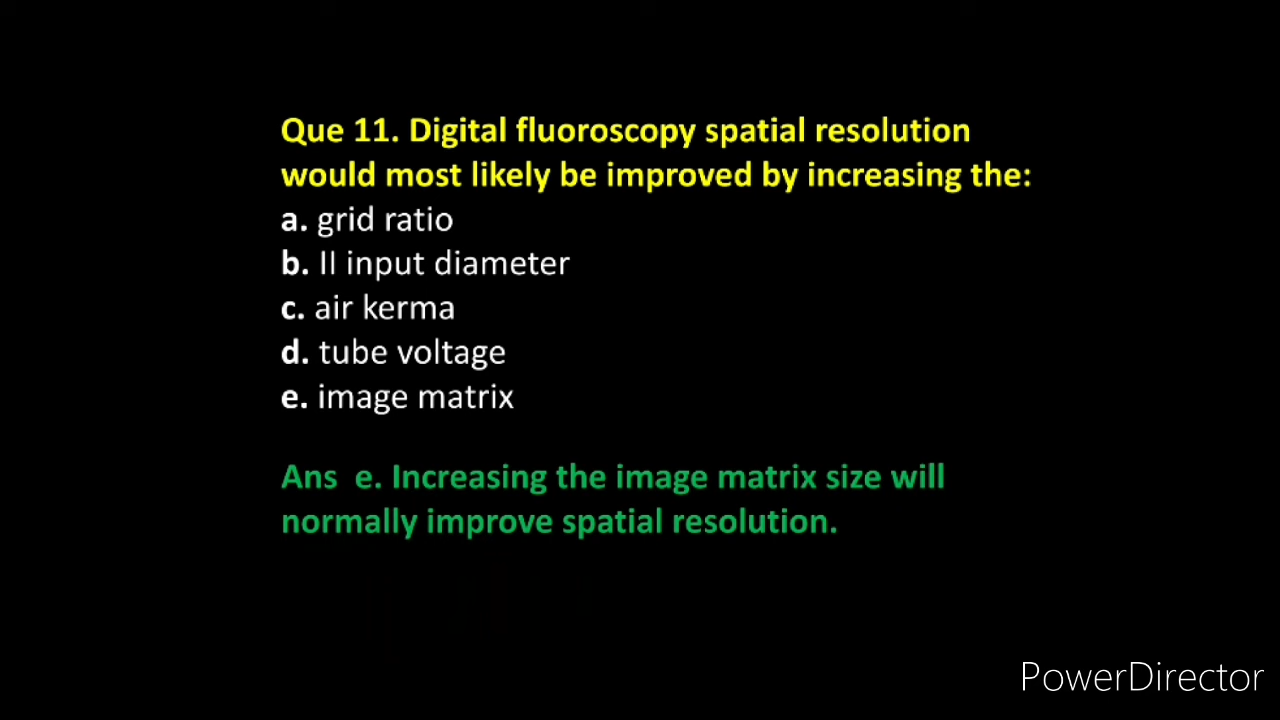 Que 11. Digital fluoroscopy spatial resolution
would most likely be improved by increasing the:
a. grid ratio
b. II input diameter
c. air kerma
d. tube voltage
e. image matrix
Ans  e. Increasing the image matrix size will
normally improve spatial resolution.
PowerDirector